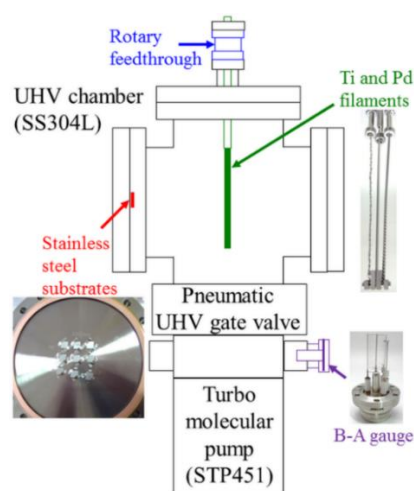 Rotary
feedthrough
Ti and Pd
filaments
UHV chamber
(SS304L)
Stainless
steel
substrates
Pneumatic
UHV gate valve
Turbo
molecular
pump
(STP451)
B-A gauge